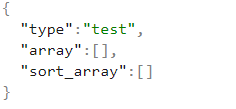 {
"type":"test",
"array":[],
"sort_array":[]
}